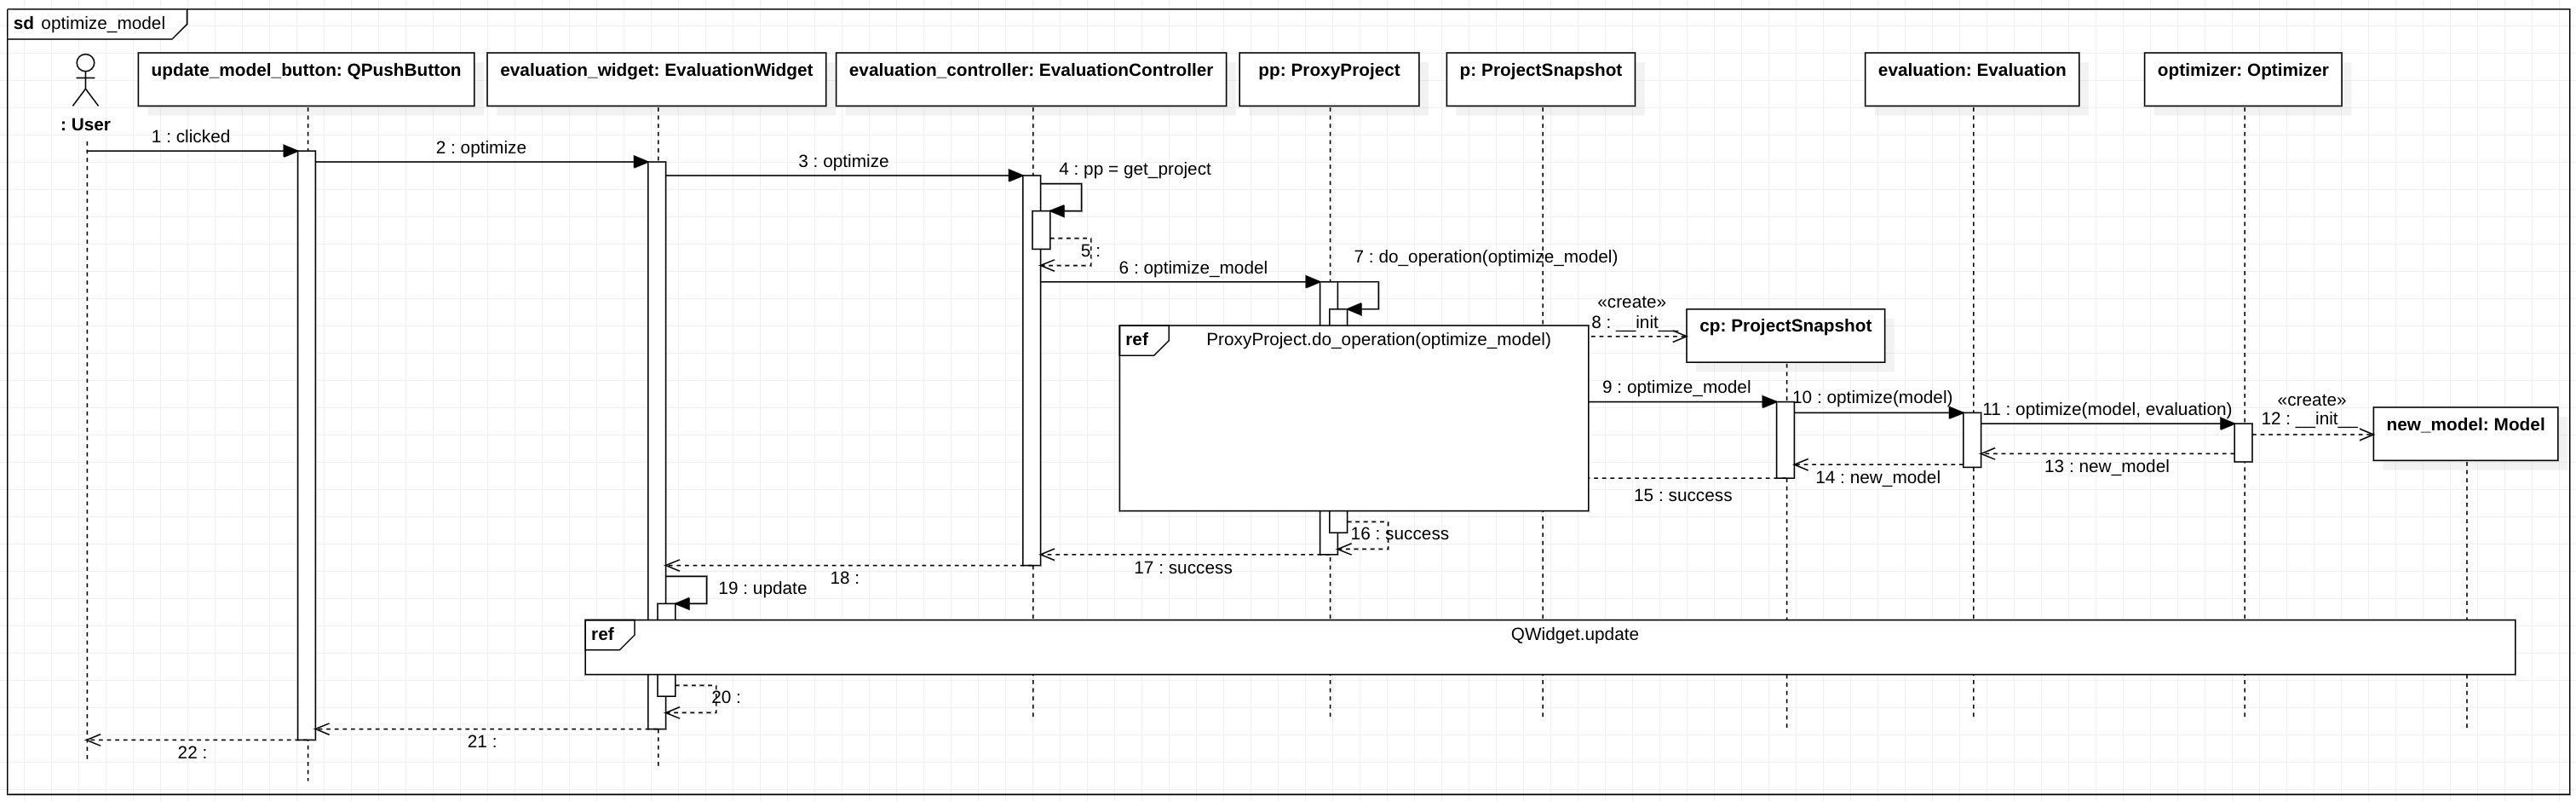 sd optimize_model
: User
update_model_button: QPushButton
evaluation_widget: EvaluationWidget
evaluation_controller: EvaluationController
pp: ProxyProject
p: ProjectSnapshot
evaluation: Evaluation
optimizer: Optimizer
1 : clicked
2 : optimize
3 : optimize
4 : pp = get_project
5 :
6 : optimize_model
7 : do_operation(optimize_model)
«create»
8 : __init__
cp: ProjectSnapshot
ref ProxyProject.do_operation(optimize_model)
9 : optimize_model
10 : optimize(model)
11 : optimize(model, evaluation)
«create»
12 : __init__
new_model: Model
13 : new_model
14 : new_model
15 : success
16 : success
17 : success
18 :
19 : update
ref QWidget.update
20 :
21 :
22 :